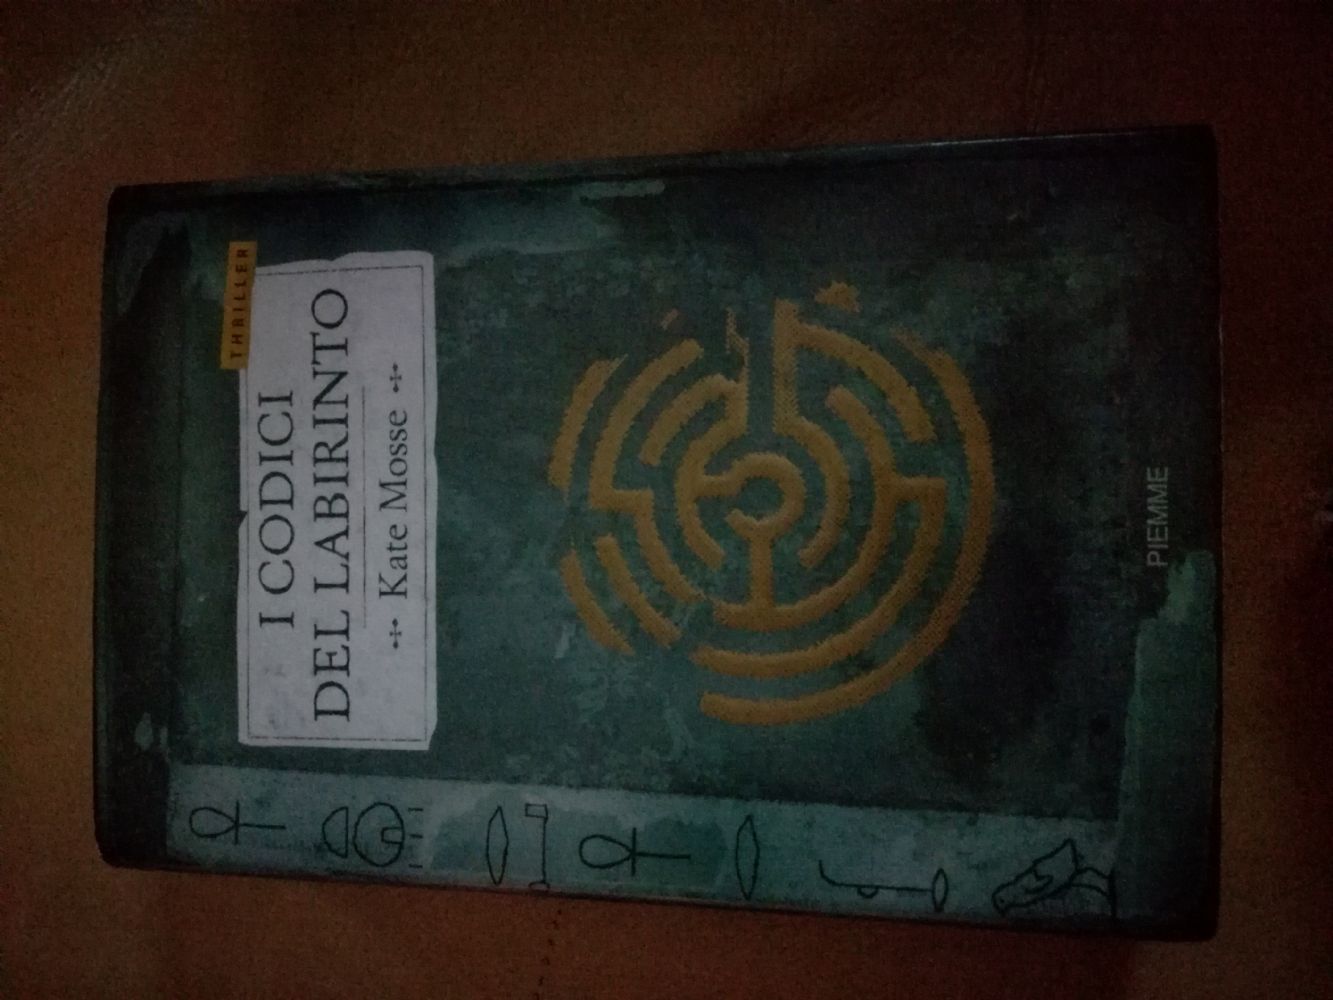 THRILLER
I CODICI
DEL LABIRINTO
Kate Mosse
PIEMME